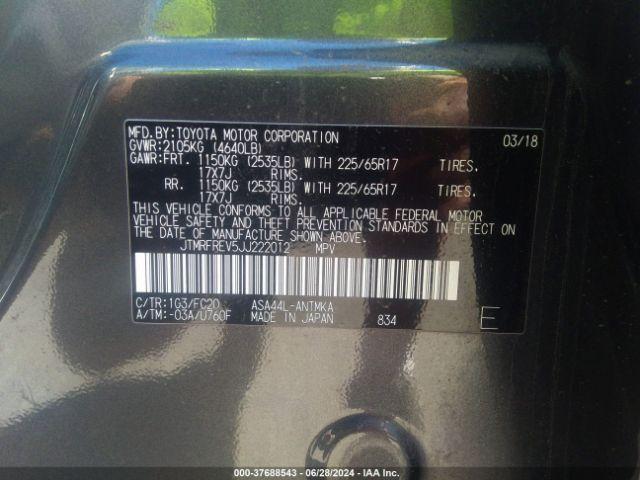 MFD.BY:TOYOTA MOTOR CORPORATION 03/18
GVWR:2105KG (4640LB)
GAWR:FRT. 1150KG (2535LB) WITH 225/65R17 TIRES.
17X7J RIMS.
RR. 1150KG (2535LB) WITH 225/65R17 TIRES.
17X7J RIMS.
THIS VEHICLE CONFORMS TO ALL APPLICABLE FEDERAL MOTOR
VEHICLE SAFETY AND THEFT PREVENTION STANDARDS IN EFFECT ON
THE DATE OF MANUFACTURE SHOWN ABOVE.
JTMRFREV5JJ222012 MPV
C/TR:1G3/FC20 ASA44L-ANTMKA
A/TM:-03A/U760F MADE IN JAPAN 834 E
000-37688543 - 06/28/2024 - IAA Inc.